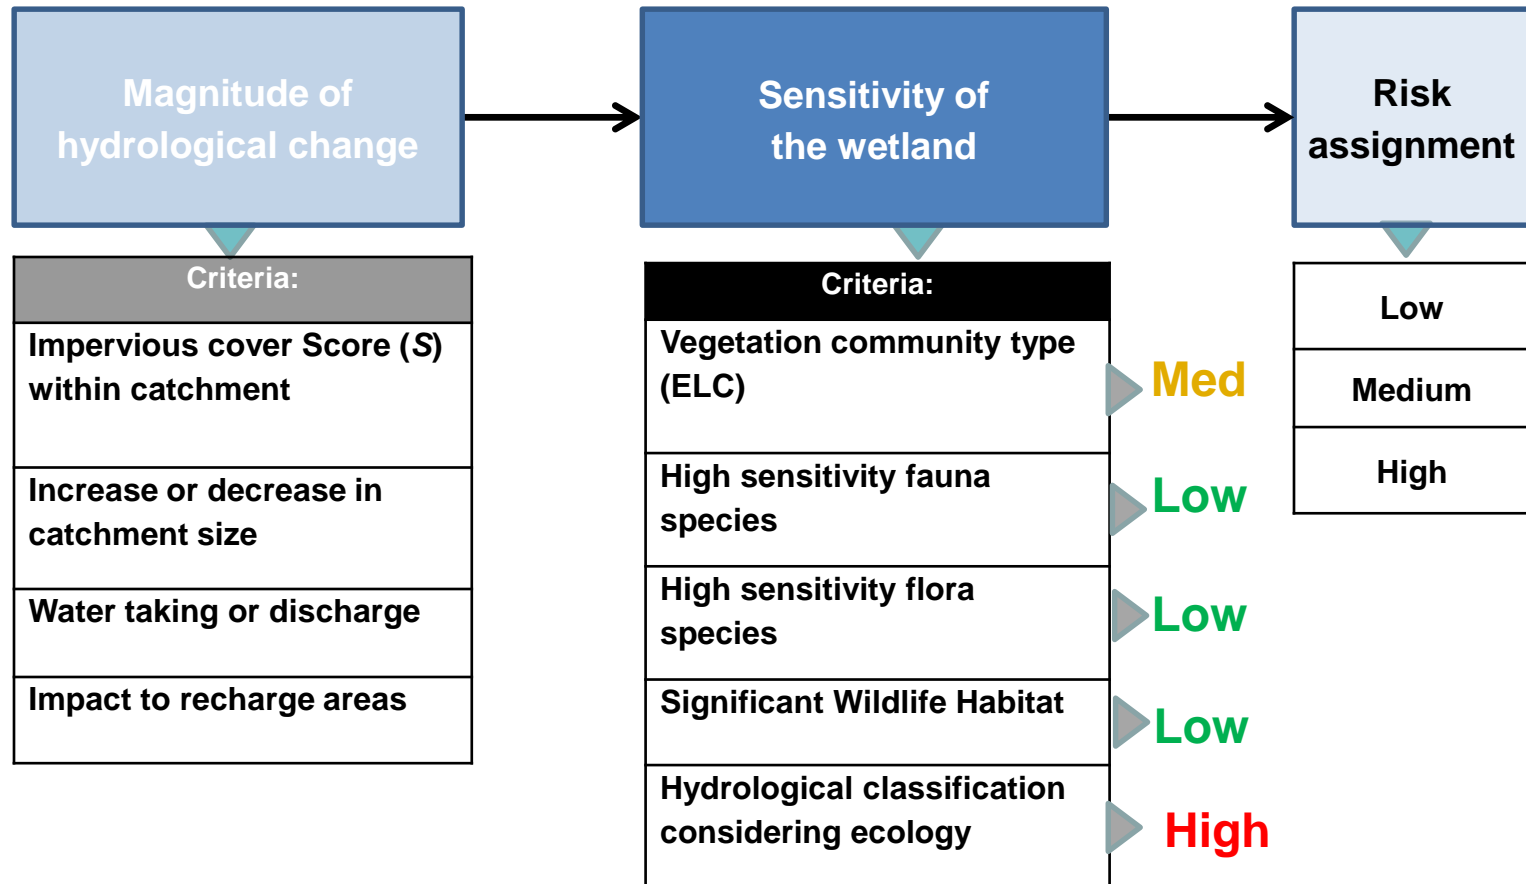 Magnitude of
hydrological change
Sensitivity of
the wetland
Risk
assignment
Criteria:
Impervious cover Score (S)
within catchment
Increase or decrease in
catchment size
Water taking or discharge
Impact to recharge areas
Criteria:
Vegetation community type
(ELC)
Med
High sensitivity fauna
species
Low
High sensitivity flora
species
Low
Significant Wildlife Habitat
Low
Hydrological classification
considering ecology
High
Low
Medium
High